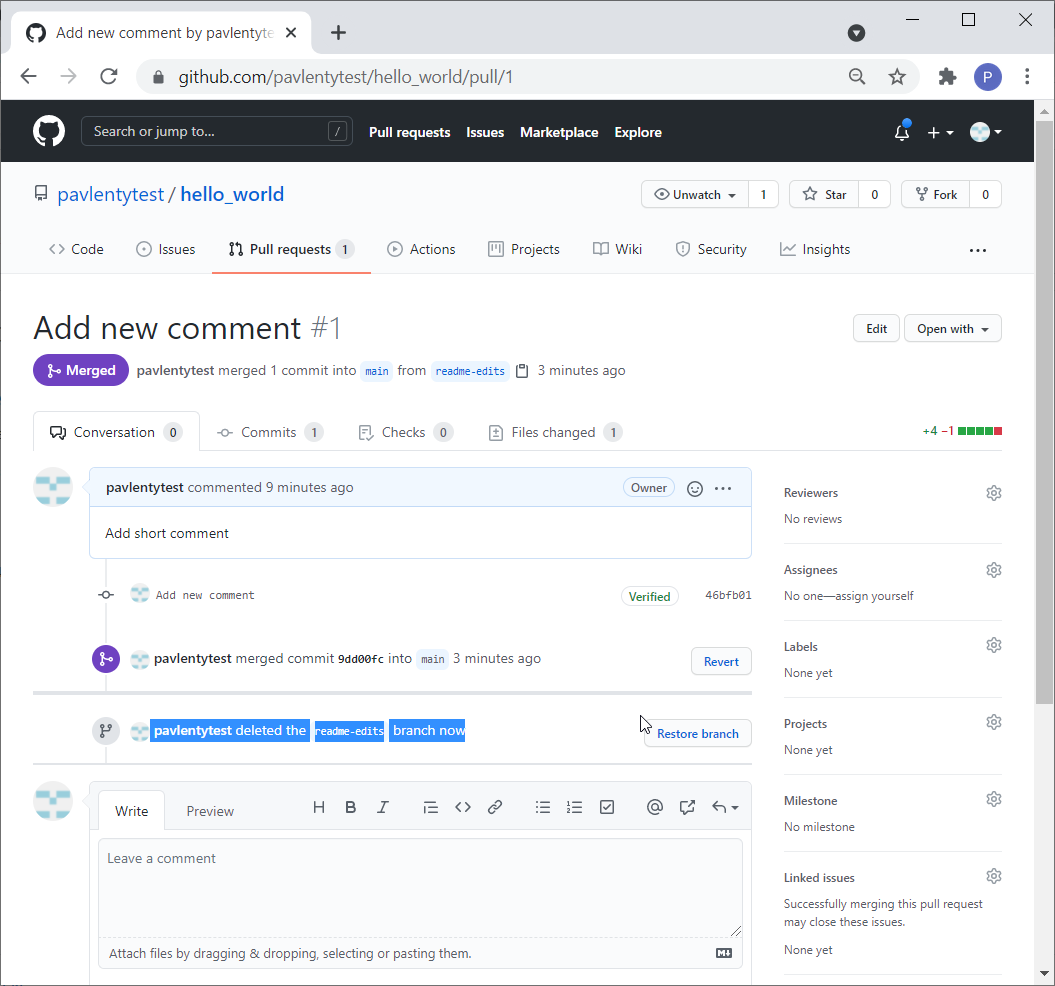 Add new comment by pavlentyte
github.com/pavlentytest/hello_world/pull/1
P
Search or jump to...
/
Pull requests
Issues
Marketplace
Explore
pavlentytest / hello_world
Unwatch
1
Star
0
Fork
0
Code
Issues
Pull requests 1
Actions
Projects
Wiki
Security
Insights
Add new comment #1
Edit
Open with
Merged
pavlentytest merged 1 commit into main from readme-edits 3 minutes ago
Conversation 0
Commits 1
Checks 0
Files changed 1
+4 −1
pavlentytest commented 9 minutes ago
Owner
Add short comment
Add new comment
Verified
46bfb01
pavlentytest merged commit 9dd00fc into main 3 minutes ago
Revert
pavlentytest deleted the readme-edits branch now
Restore branch
Write
Preview
Leave a comment
Attach files by dragging & dropping, selecting or pasting them.
Reviewers
No reviews
Assignees
No one—assign yourself
Labels
None yet
Projects
None yet
Milestone
No milestone
Linked issues
Successfully merging this pull request
may close these issues.
None yet